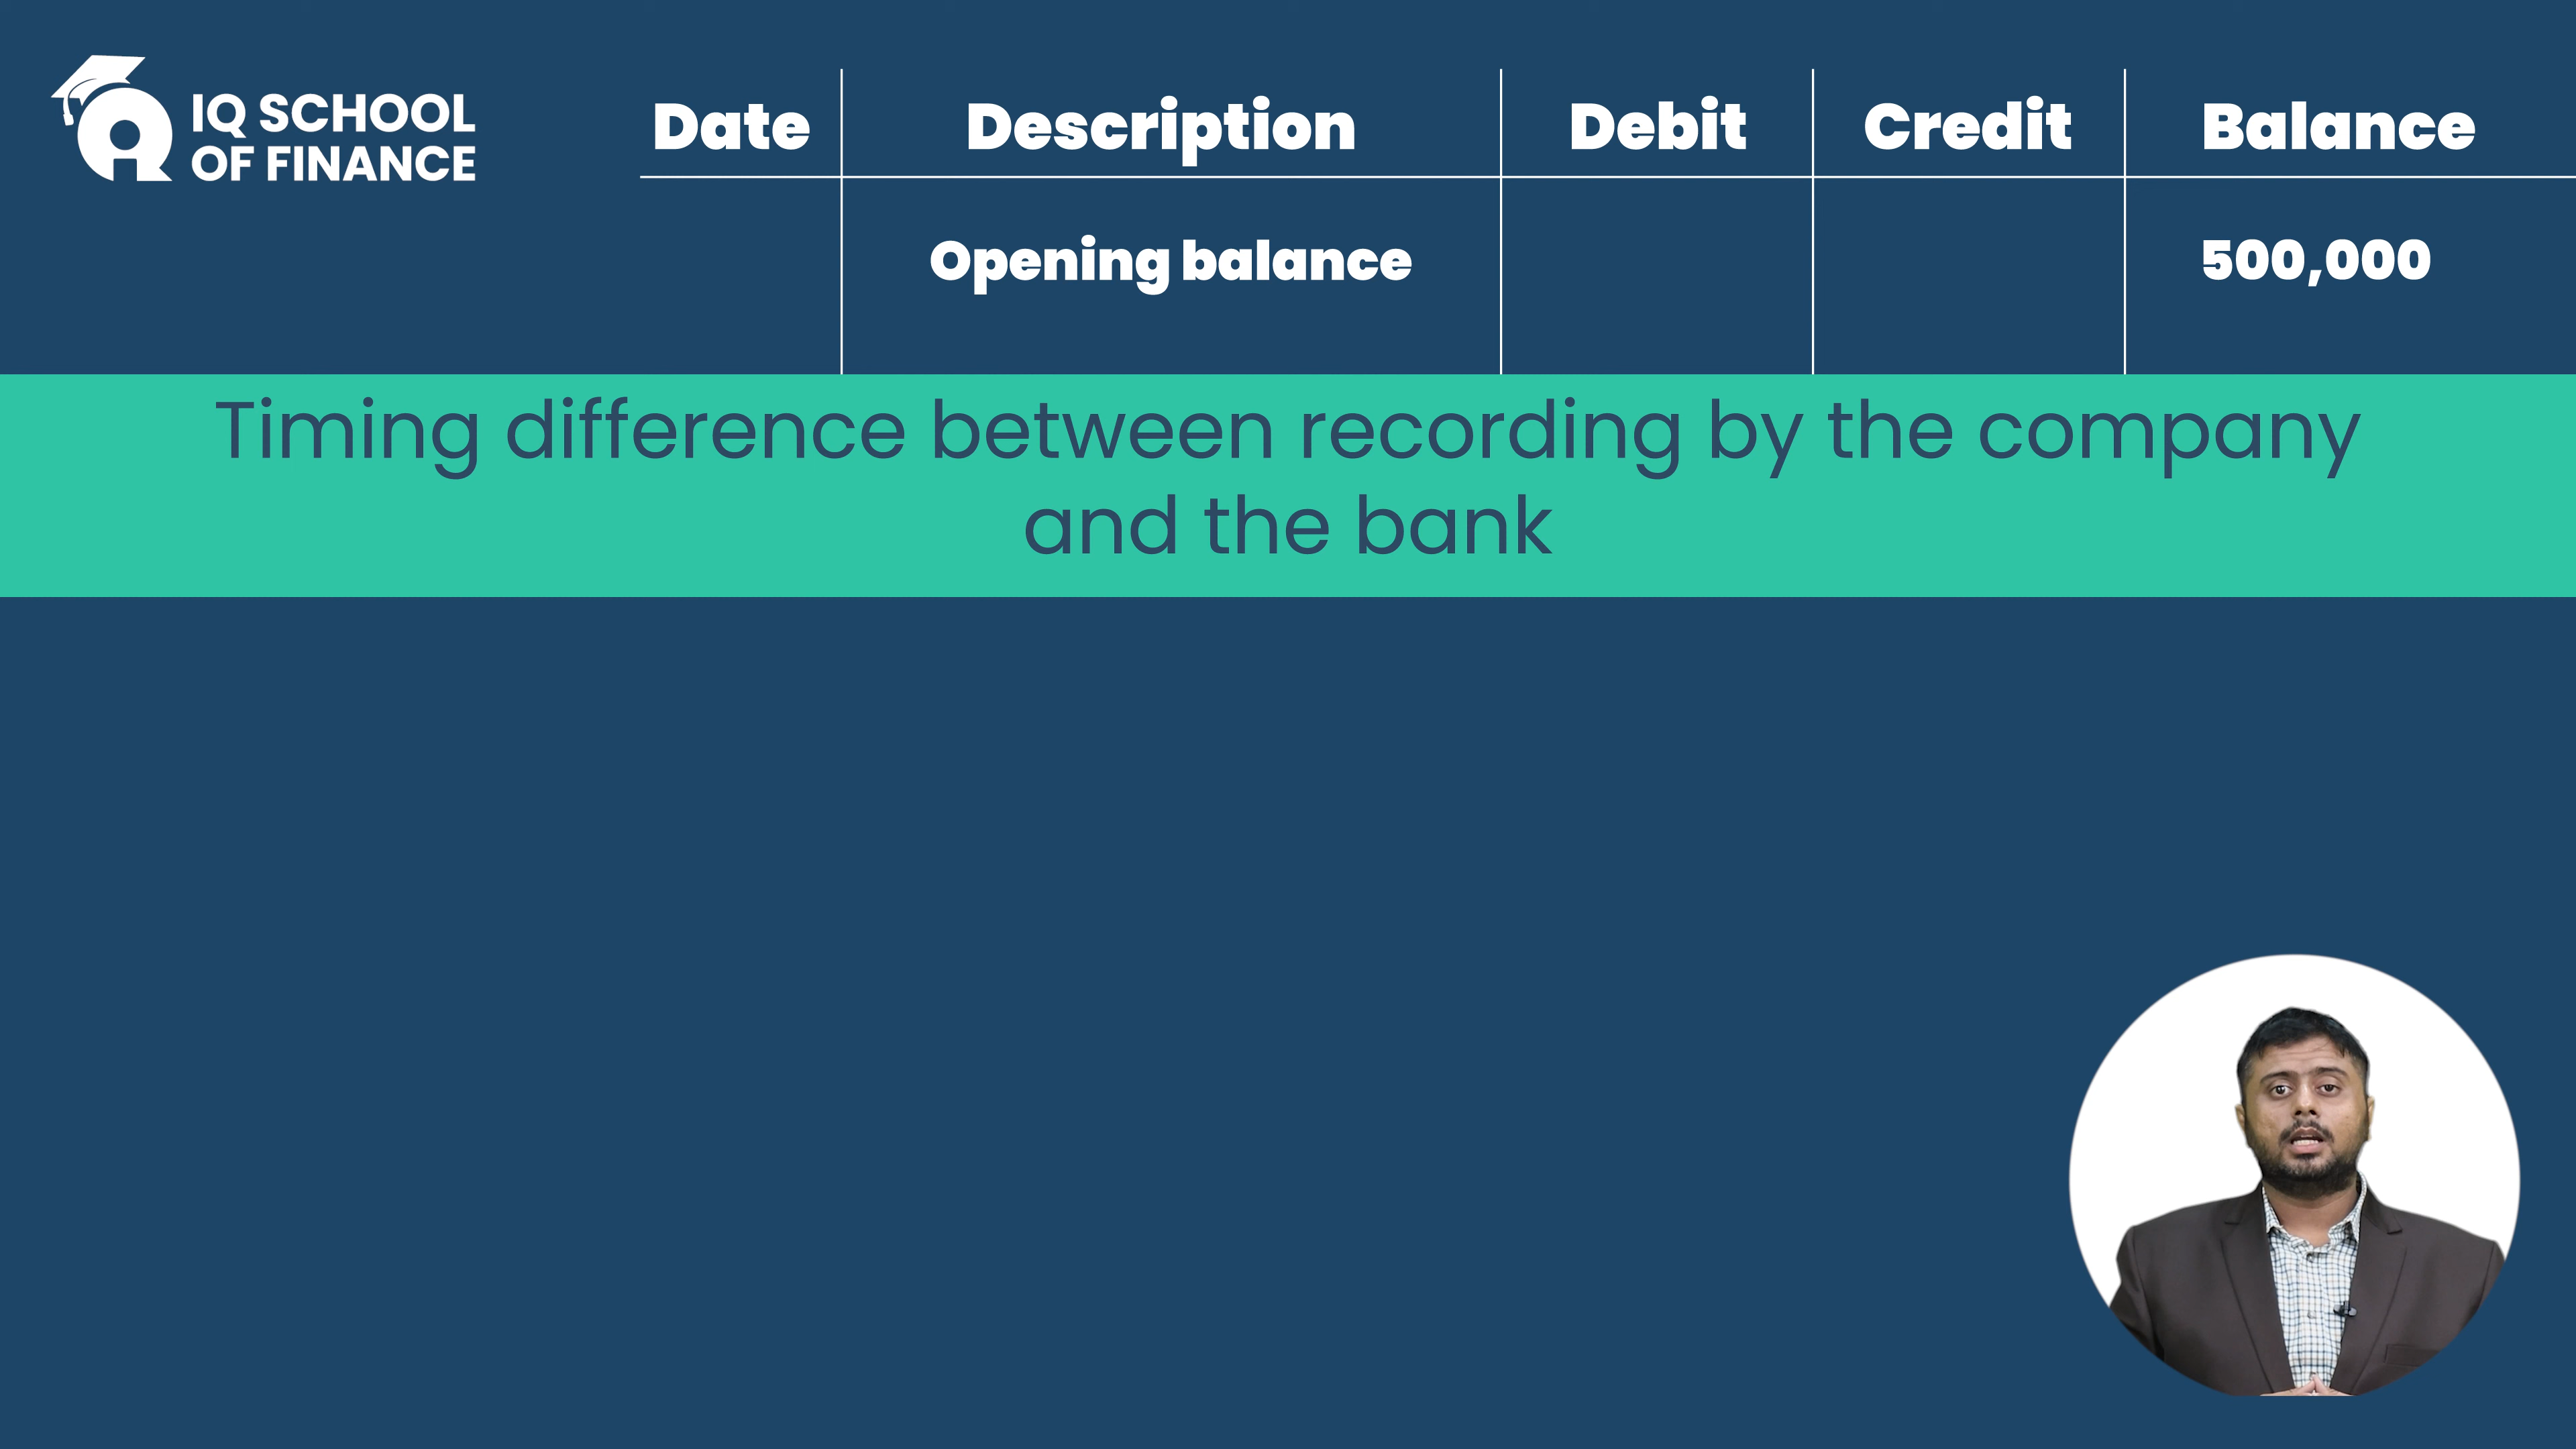 IQ SCHOOL
OF FINANCE
Date Description Debit Credit Balance
Opening balance 500,000
Timing difference between recording by the company
and the bank